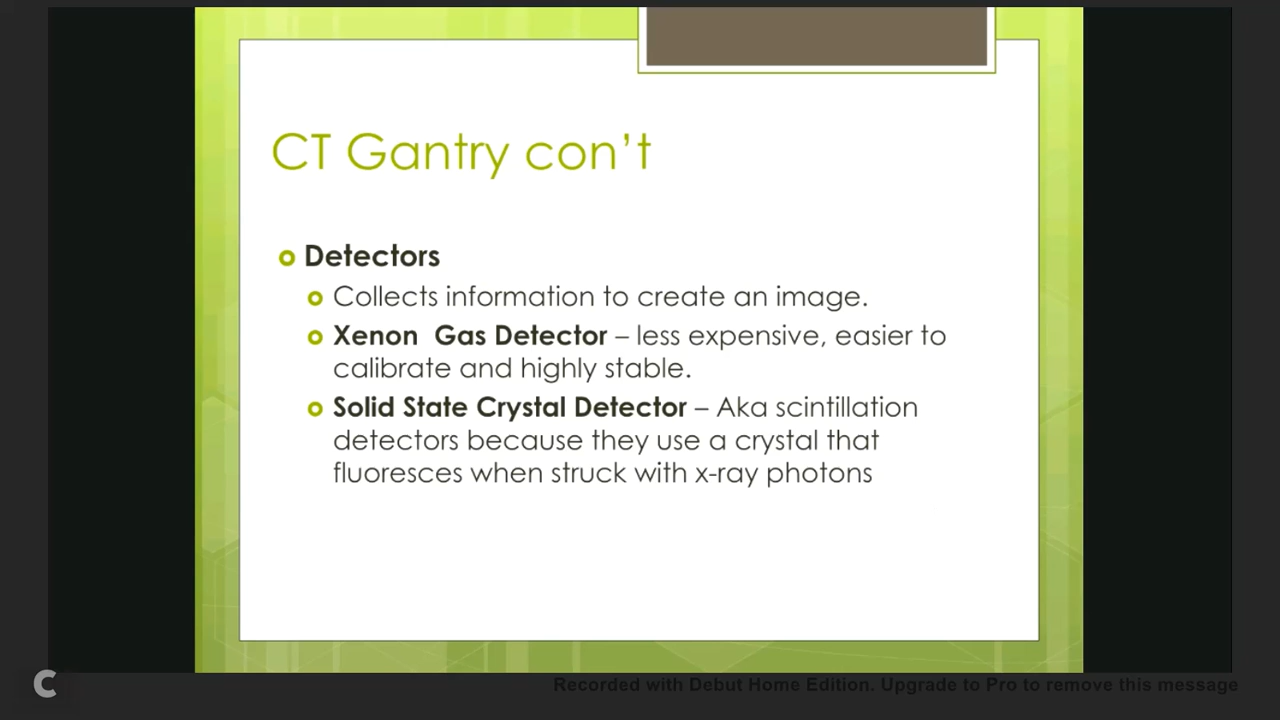 CT Gantry con't
Detectors
Collects information to create an image.
Xenon  Gas Detector – less expensive, easier to
calibrate and highly stable.
Solid State Crystal Detector – Aka scintillation
detectors because they use a crystal that
fluoresces when struck with x-ray photons
C
Recorded with Debut Home Edition. Upgrade to Pro to remove this message